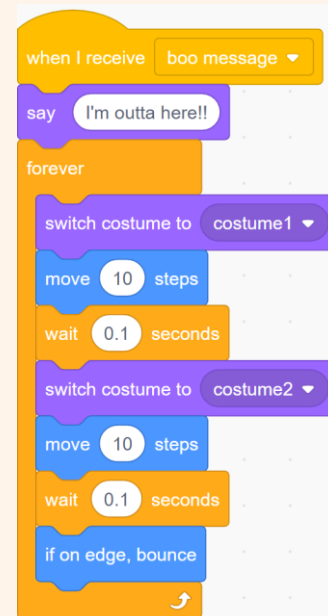 when I receive boo message
say I'm outta here!!
forever
switch costume to costume1
move 10 steps
wait 0.1 seconds
switch costume to costume2
move 10 steps
wait 0.1 seconds
if on edge, bounce